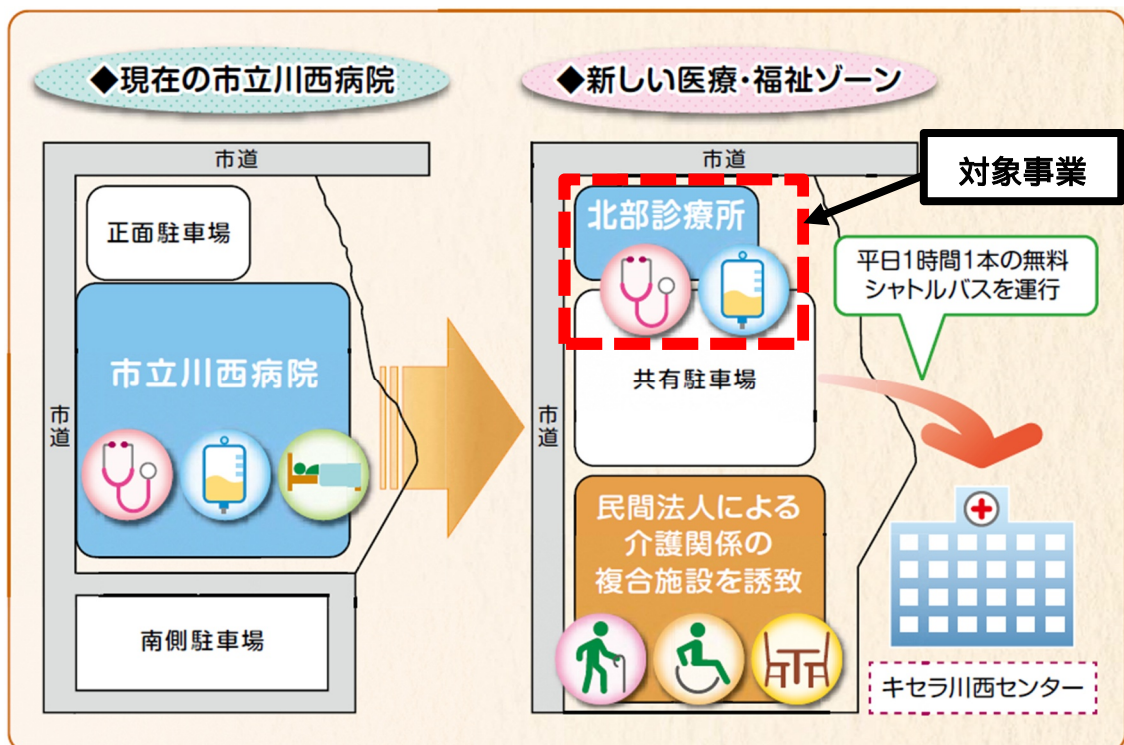 ◆現在の市立川西病院
市道
正面駐車場
市立川西病院
市道
南側駐車場
◆新しい医療・福祉ゾーン
市道
対象事業
北部診療所
平日1時間1本の無料
シャトルバスを運行
共有駐車場
市道
民間法人による
介護関係の
複合施設を誘致
キセラ川西センター